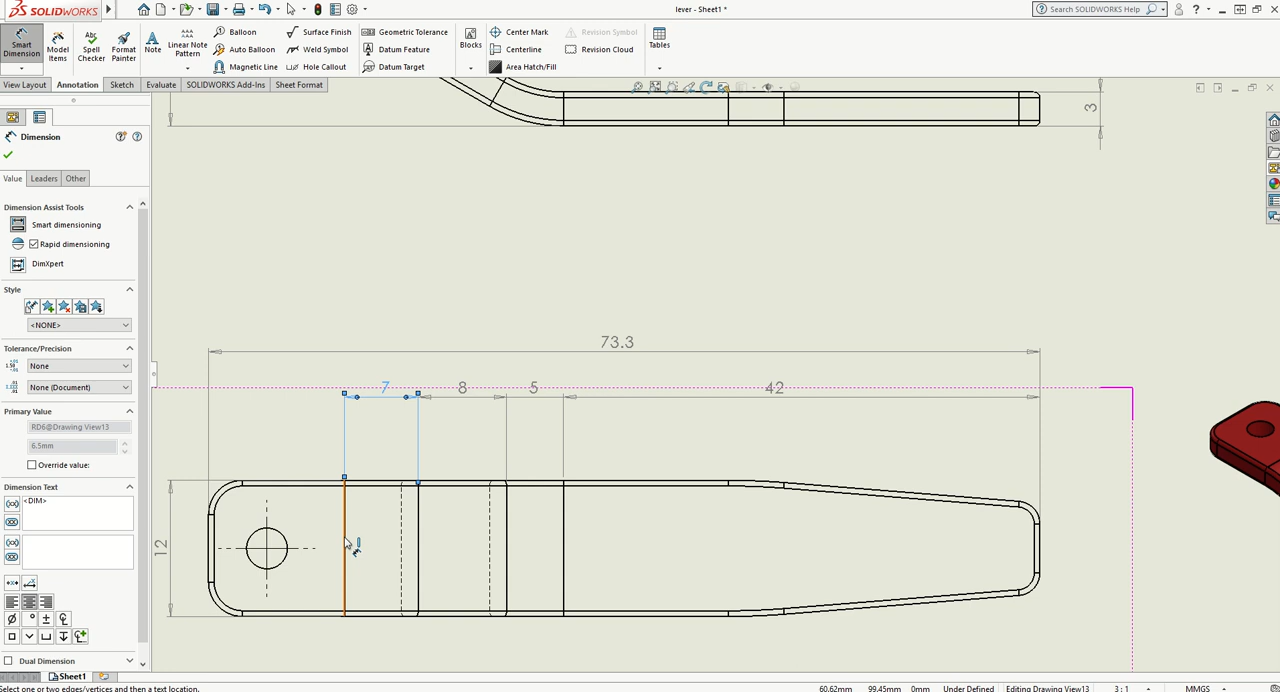 SOLIDWORKS
lever - Sheet1 *
Search SOLIDWORKS Help
Smart Dimension
Model Items
Spell Checker
Format Painter
Note
Linear Note Pattern
Balloon
Auto Balloon
Magnetic Line
Surface Finish
Weld Symbol
Hole Callout
Geometric Tolerance
Datum Feature
Datum Target
Blocks
Center Mark
Centerline
Area Hatch/Fill
Revision Symbol
Revision Cloud
Tables
View Layout
Annotation
Sketch
Evaluate
SOLIDWORKS Add-Ins
Sheet Format
Dimension
Value
Leaders
Other
Dimension Assist Tools
Smart dimensioning
Rapid dimensioning
DimXpert
Style
<NONE>
Tolerance/Precision
None
None (Document)
Primary Value
RD6@Drawing View13
6.5mm
Override value:
Dimension Text
<DIM>
Dual Dimension
3
73.3
7
8
5
42
12
Sheet1
Select one or two edges/vertices and then a text location.
60.62mm
99.45mm
0mm
Under Defined
Editing Drawing View13
3 : 1
MMGS